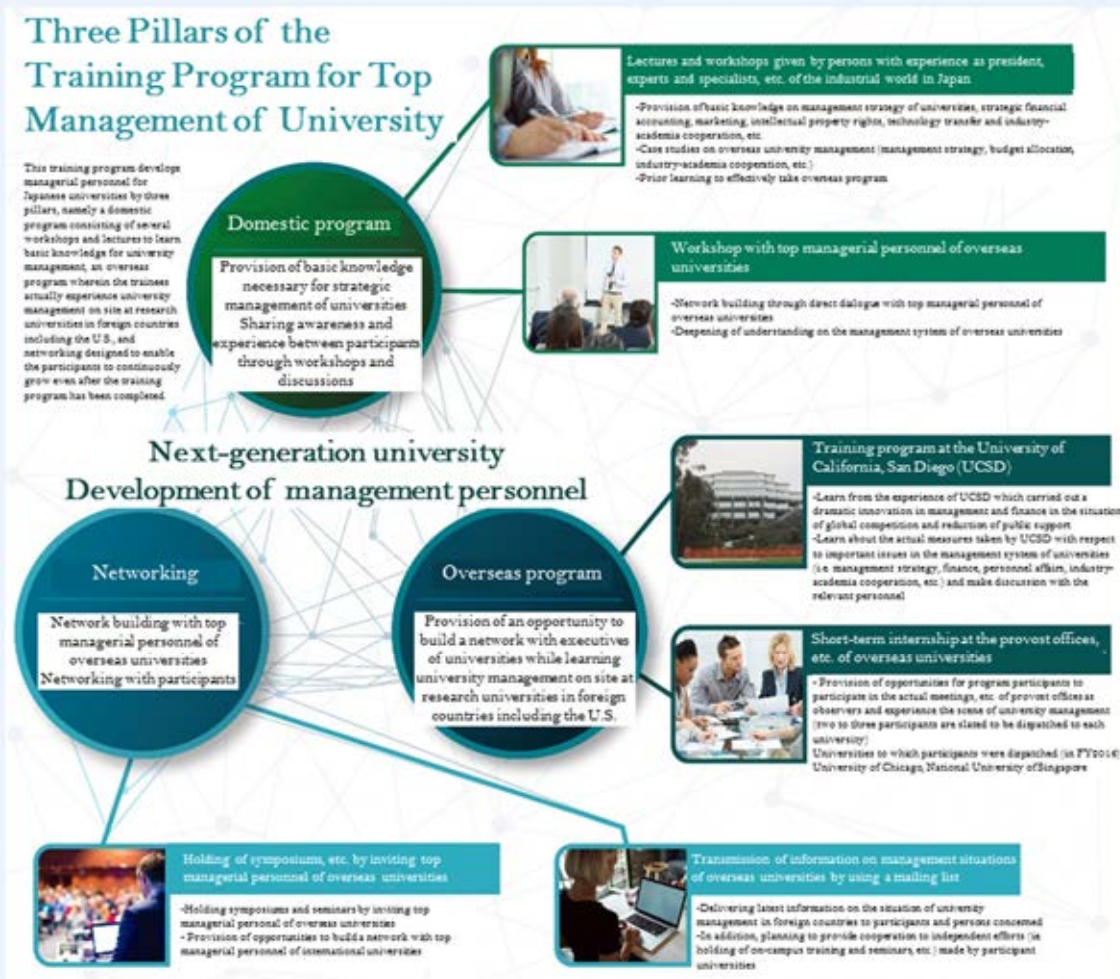 Three Pillars of the
Training Program for Top
Management of University
This training program develops
managerial personnel for
Japanese universities by three
pillars, namely a domestic
program consisting of several
workshops and lectures to learn
basic knowledge for university
management, an overseas
program wherein the trainees
actually experience university
management on site at research
universities in foreign countries
including the U.S., and
networking designed to enable
the participants to continuously
grow even after the training
program has been completed.
Domestic program
Provision of basic knowledge
necessary for strategic
management of universities
Sharing awareness and
experience between participants
through workshops and
discussions
Lectures and workshops given by persons with experience as president,
experts and specialists, etc. of the industrial world in Japan
-Provision of basic knowledge on management strategy of universities, strategic financial
accounting, marketing, intellectual property rights, technology transfer and industry-
academia cooperation, etc.
-Case studies on overseas university management (management strategy, budget allocation,
industry-academia cooperation, etc.)
-Prior learning to effectively take overseas program
Workshop with top managerial personnel of overseas
universities
-Network building through direct dialogue with top managerial personnel of
overseas universities
-Deepening of understanding on the management system of overseas universities
Next-generation university
Development of management personnel
Networking
Network building with top
managerial personnel of
overseas universities
Networking with participants
Overseas program
Provision of an opportunity to
build a network with executives
of universities while learning
university management on site at
research universities in foreign
countries including the U.S.
Training program at the University of
California, San Diego (UCSD)
-Learn from the experience of UCSD which carried out a
dramatic innovation in management and finance in the situation
of global competition and reduction of public support
-Learn about the actual measures taken by UCSD with respect
to important issues in the management system of universities
(i.e. management strategy, finance, personnel affairs, industry-
academia cooperation, etc.) and make discussion with the
relevant personnel
Short-term internship at the provost offices,
etc. of overseas universities
- Provision of opportunities for program participants to
participate in the actual meetings, etc. of provost offices as
observers and experience the scene of university management
(two to three participants are slated to be dispatched to each
university)
Universities to which participants were dispatched (in FY2016)
University of Chicago, National University of Singapore
Holding of symposiums, etc. by inviting top
managerial personnel of overseas universities
-Holding symposiums and seminars by inviting top
managerial personal of overseas universities
- Provision of opportunities to build a network with top
managerial personnel of international universities
Transmission of information on management situations
of overseas universities by using a mailing list
-Delivering latest information on the situation of university
management in foreign countries to participants and persons concerned
-In addition, planning to provide cooperation to independent efforts (ie
holding of on-campus training and seminars, etc.) made by participant
universities